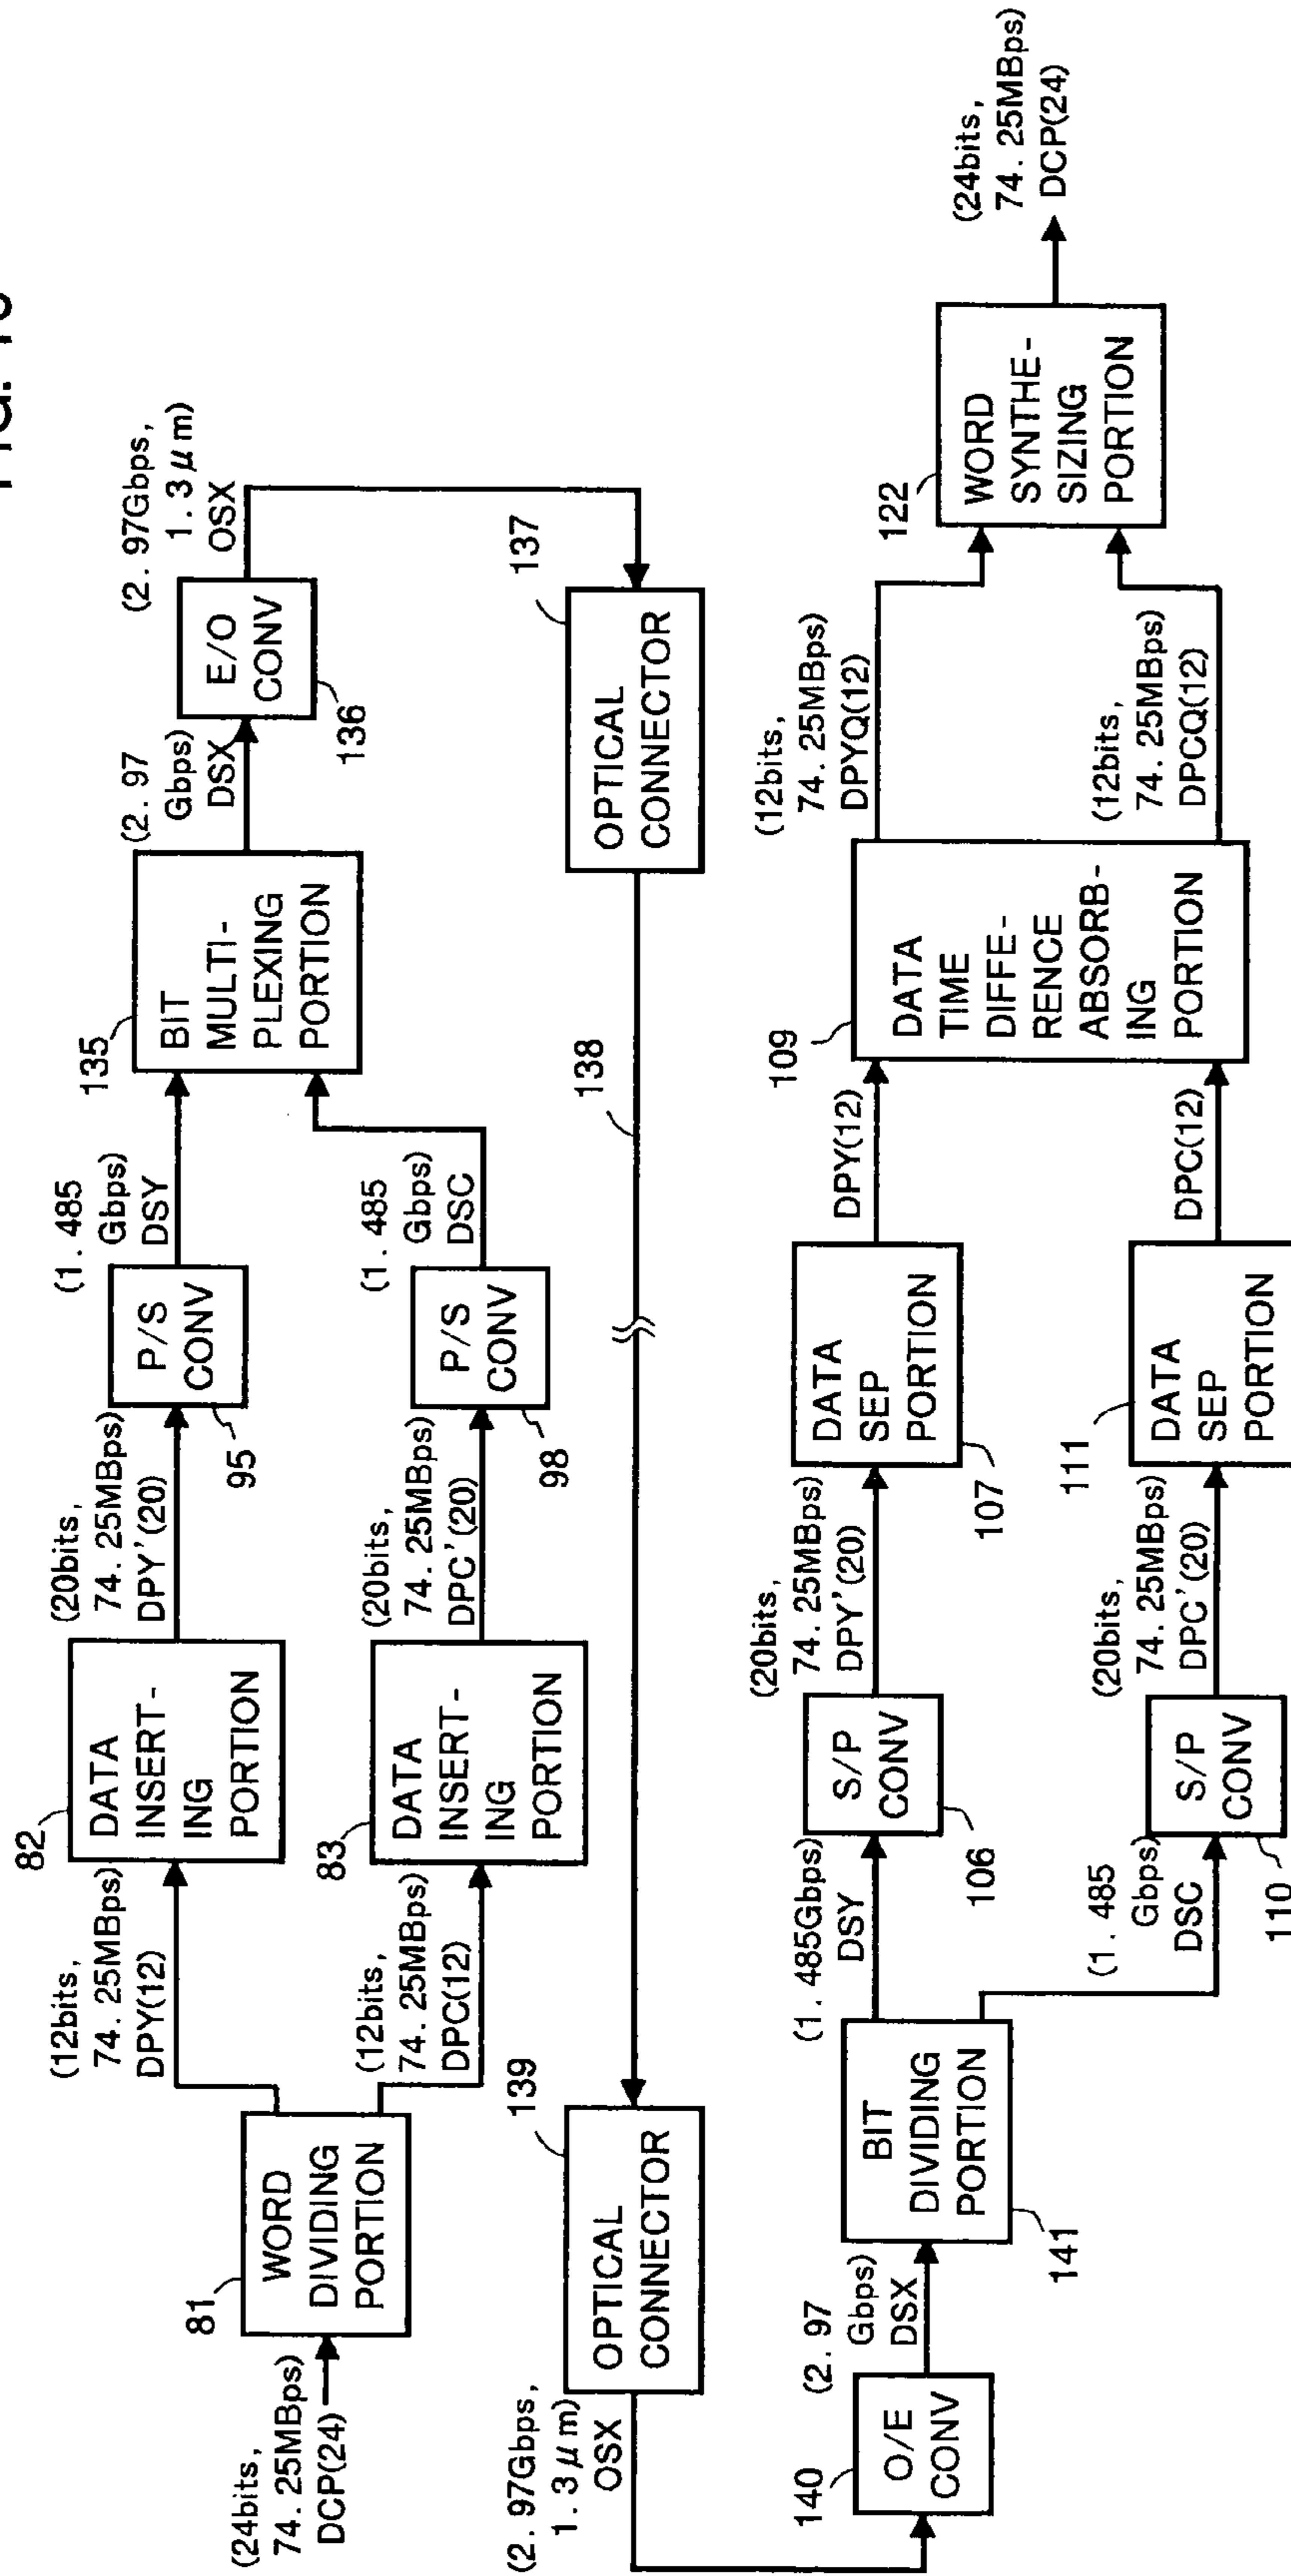 (24bits,
74. 25MBps)
DCP(24)
81
WORD
DIVIDING
PORTION
(12bits,
74. 25MBps)
DPY(12)
82
DATA
INSERT-
ING
PORTION
(20bits,
74. 25MBps)
DPY'(20)
P/S
CONV
95
(1. 485
Gbps)
DSY
(12bits,
74. 25MBps)
DPC(12)
83
DATA
INSERT-
ING
PORTION
(20bits,
74. 25MBps)
DPC'(20)
P/S
CONV
98
(1. 485
Gbps)
DSC
135
BIT
MULTI-
PLEXING
PORTION
(2. 97
Gbps)
DSX
E/O
CONV
136
(2. 97Gbps,
1. 3 μm)
OSX
137
OPTICAL
CONNECTOR
138
139
OPTICAL
CONNECTOR
(2. 97Gbps,
1. 3 μm)
OSX
140
O/E
CONV
(2. 97
Gbps)
DSX
BIT
DIVIDING
PORTION
141
(1. 485Gbps)
DSY
S/P
CONV
106
(20bits,
74. 25MBps)
DPY'(20)
DATA
SEP
PORTION
107
DPY(12)
(1. 485
Gbps)
DSC
S/P
CONV
110
(20bits,
74. 25MBps)
DPC'(20)
111
DATA
SEP
PORTION
DPC(12)
109
DATA
TIME
DIFFE-
RENCE
ABSORB-
ING
PORTION
(12bits,
74. 25MBps)
DPYQ(12)
(12bits,
74. 25MBps)
DPCQ(12)
122
WORD
SYNTHE-
SIZING
PORTION
(24bits,
74. 25MBps)
DCP(24)